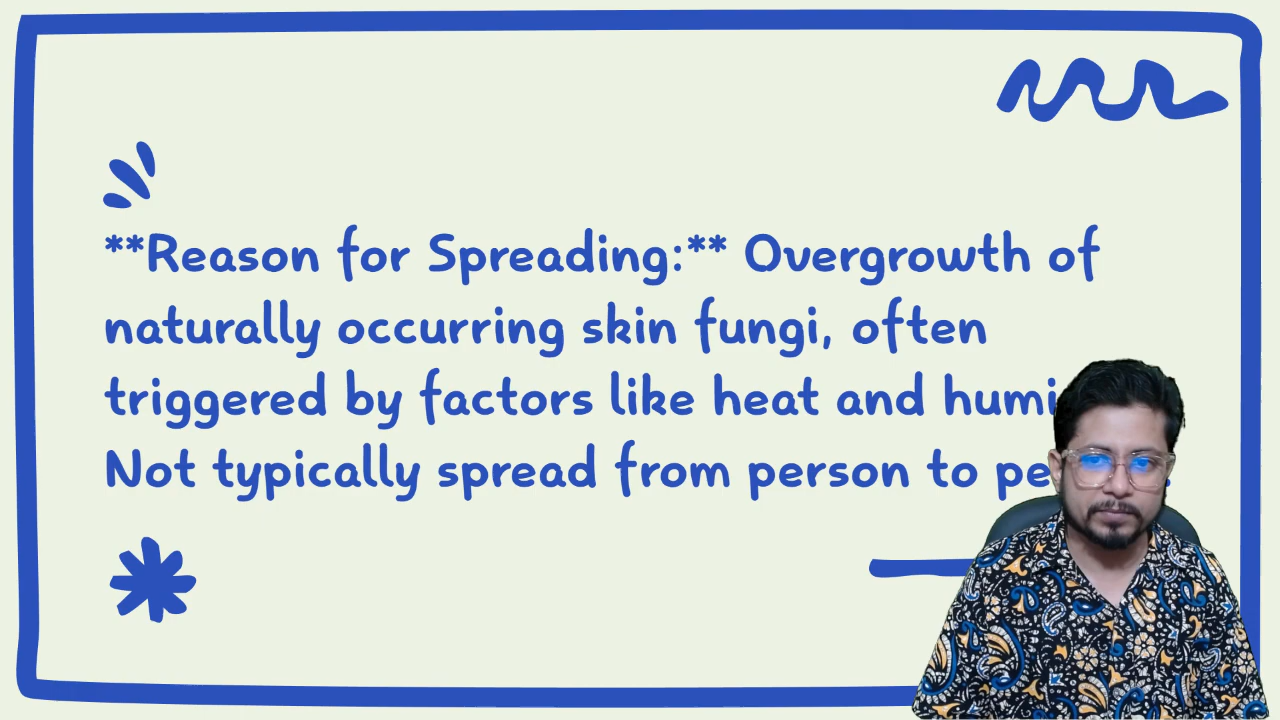 **Reason for Spreading:** Overgrowth of
naturally occurring skin fungi, often
triggered by factors like heat and
Not typically spread from person to